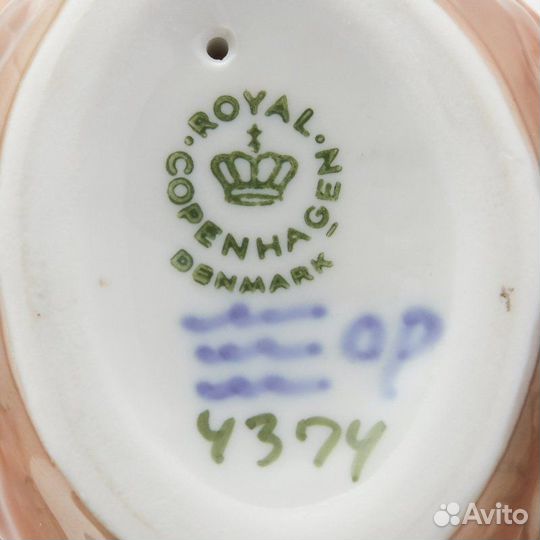 ROYAL
COPENHAGEN
DENMARK
OP
4374
Avito